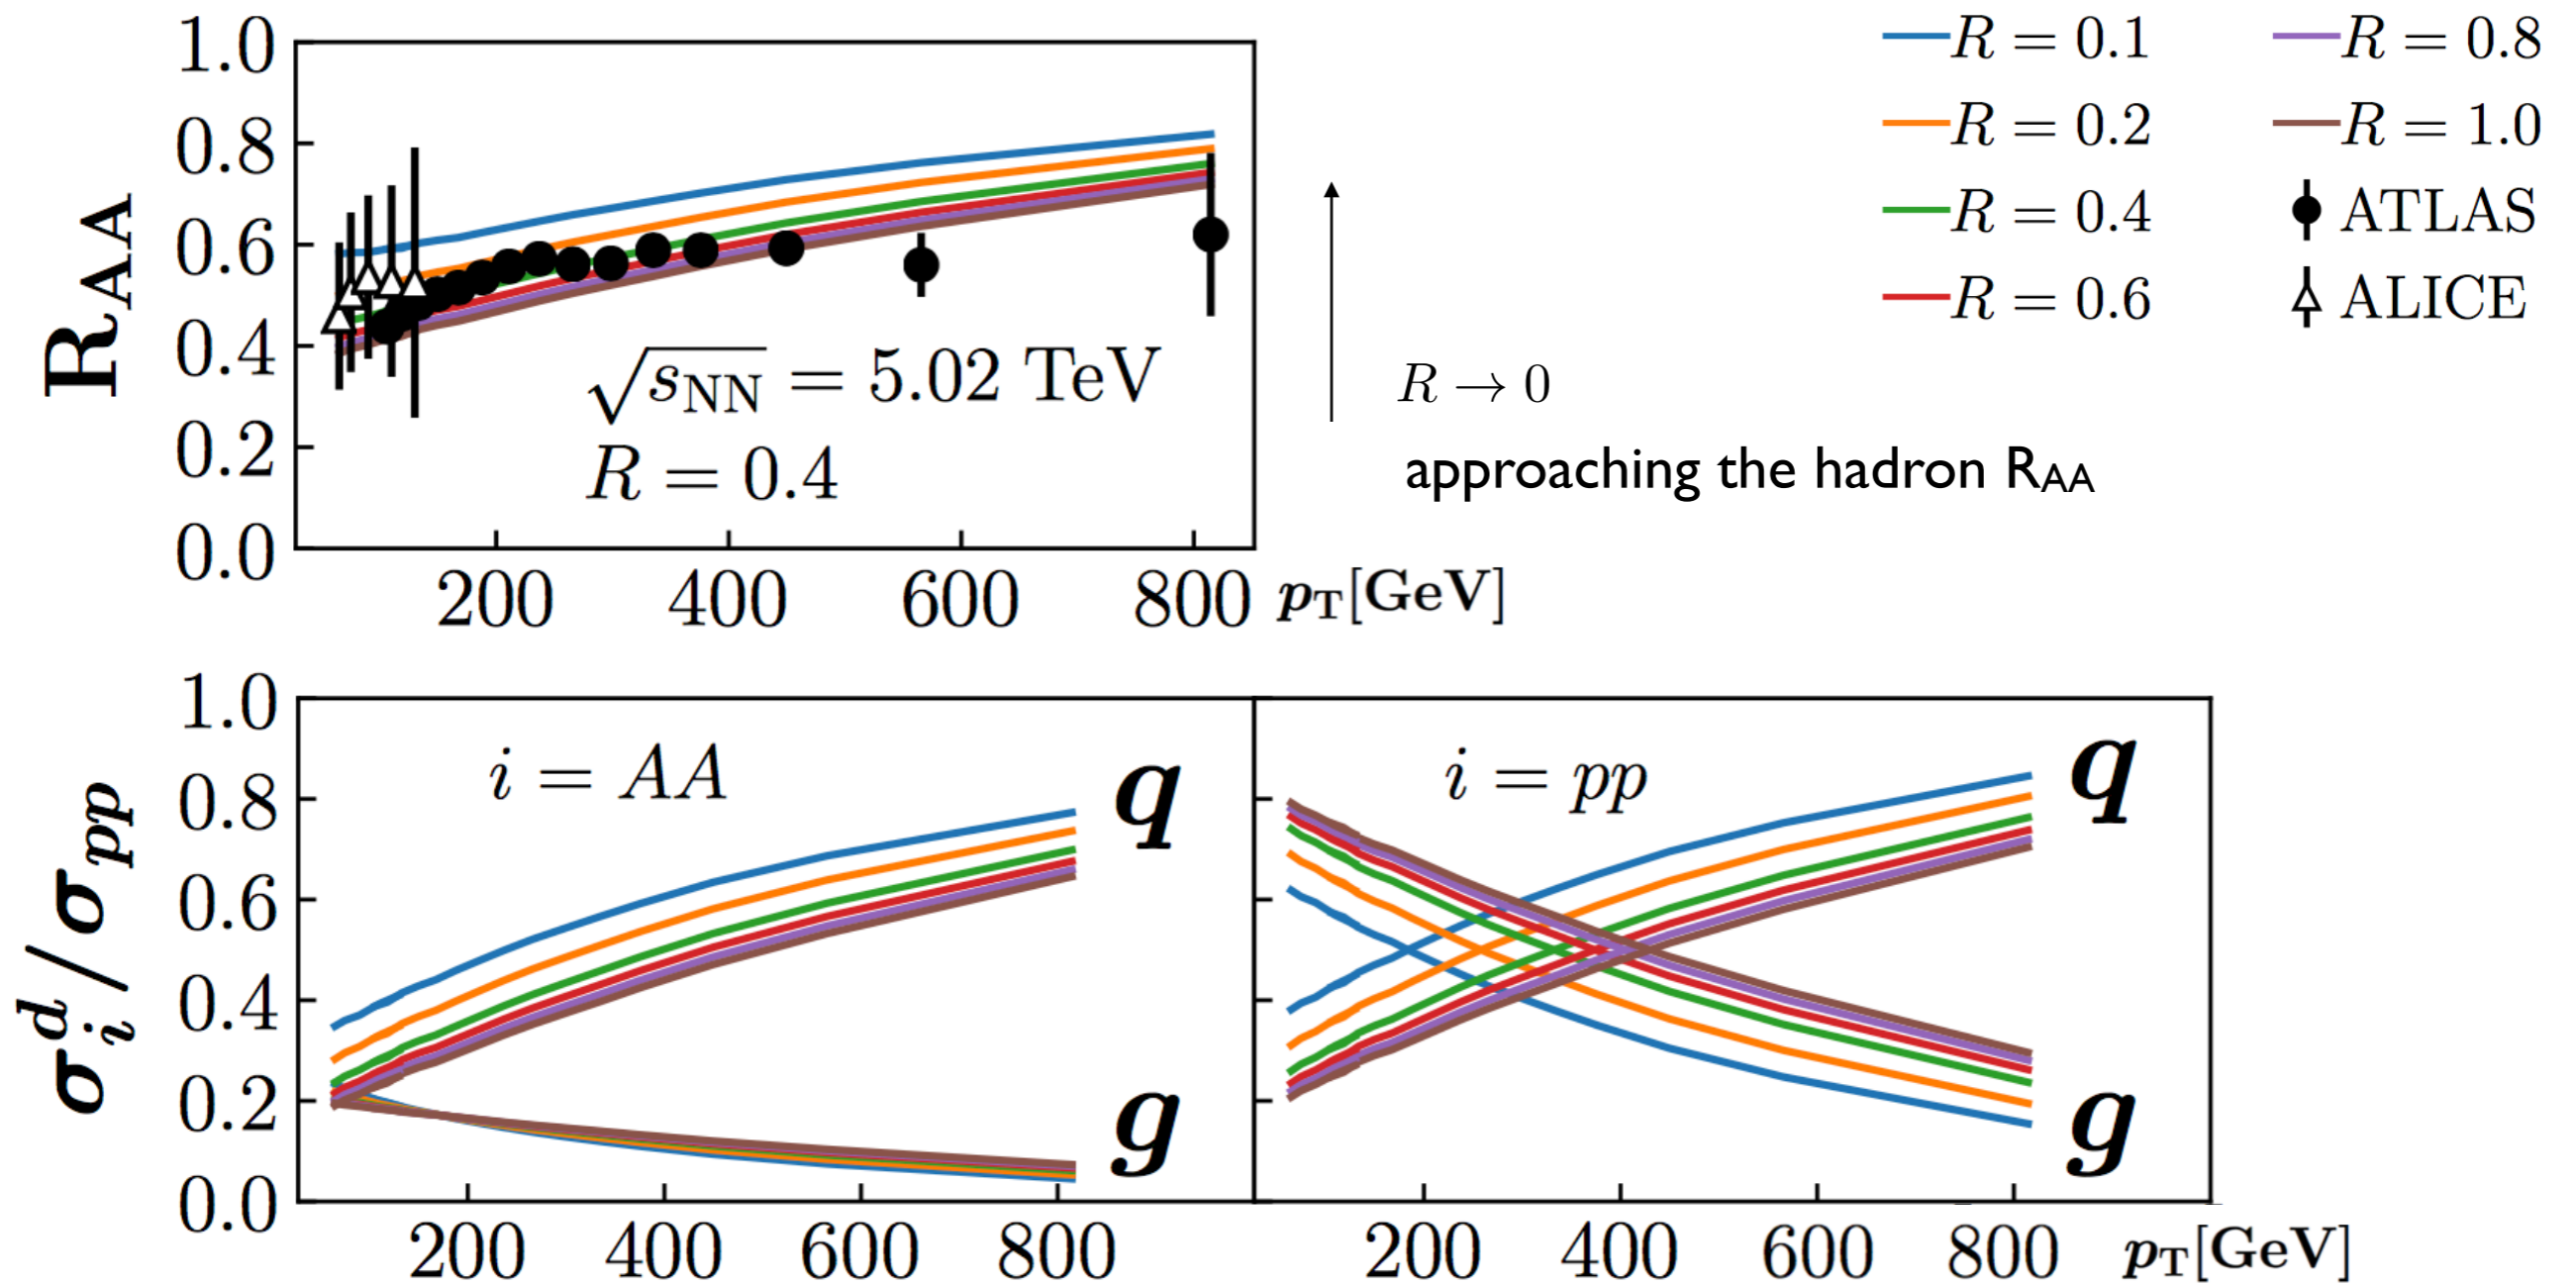 1.0
0.8
0.6
0.4
0.2
0.0
R_AA
√s_NN = 5.02 TeV
R = 0.4
200 400 600 800 p_T[GeV]
R = 0.1 R = 0.8
R = 0.2 R = 1.0
R = 0.4 ATLAS
R = 0.6 ALICE
R → 0
approaching the hadron R_AA
1.0
0.8
0.6
0.4
0.2
0.0
σ_i^d / σ_pp
i = AA
q
g
i = pp
q
g
200 400 600 800 200 400 600 800 p_T[GeV]